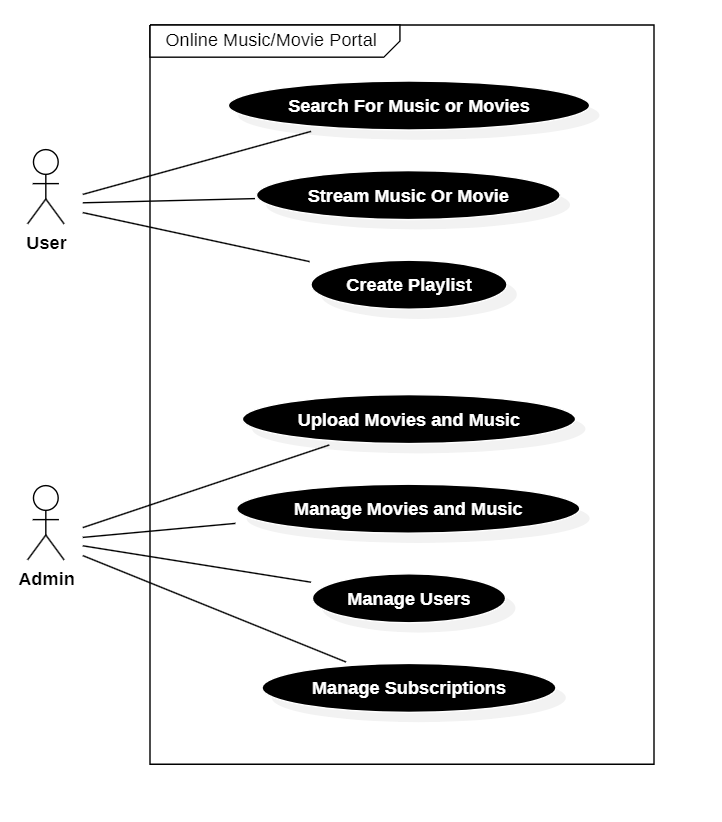 Online Music/Movie Portal
Search For Music or Movies
Stream Music Or Movie
User
Create Playlist
Upload Movies and Music
Manage Movies and Music
Admin
Manage Users
Manage Subscriptions